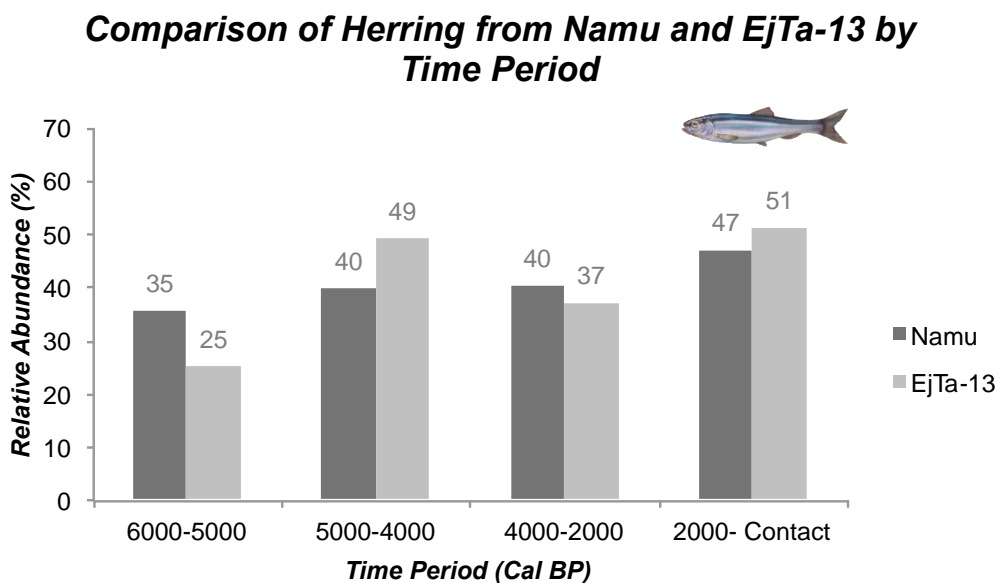 Comparison of Herring from Namu and EjTa-13 by
Time Period
70
60
50
40
30
20
10
0
Relative Abundance (%)
35
25
40
49
40
37
47
51
6000-5000
5000-4000
4000-2000
2000- Contact
Time Period (Cal BP)
Namu
EjTa-13